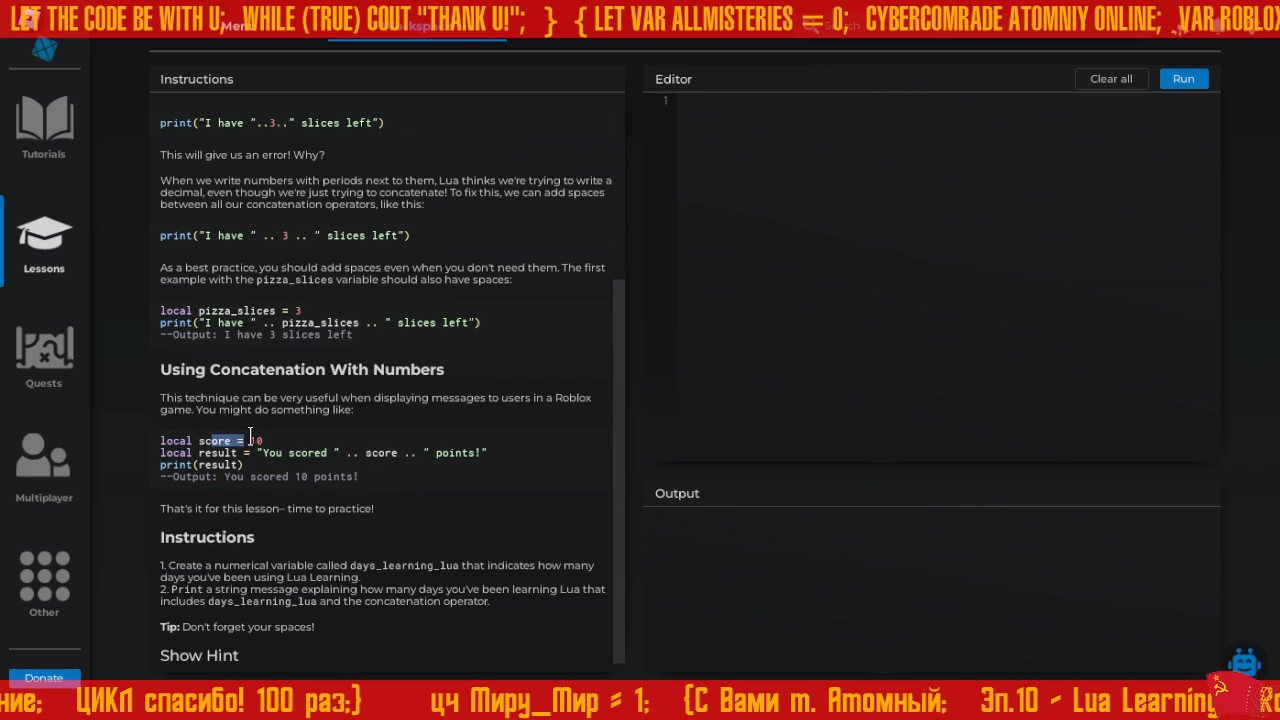 LET THE CODE BE WITH U; WHILE (TRUE) COUT "THANK U!"; } { LET VAR ALLMISTERIES = 0; CYBERCOMRADE ATOMNIY ONLINE; VAR ROBLO
Menu
Search
Instructions
Editor
Clear all
Run
1
Tutorials
Lessons
Quests
Multiplayer
Other
Donate
print("I have "..3.." slices left")
This will give us an error! Why?
When we write numbers with periods next to them, Lua thinks we're trying to write a
decimal, even though we're just trying to concatenate! To fix this, we can add spaces
between all our concatenation operators, like this:
print("I have " .. 3 .. " slices left")
As a best practice, you should add spaces even when you don't need them. The first
example with the pizza_slices variable should also have spaces:
local pizza_slices = 3
print("I have " .. pizza_slices .. " slices left")
--Output: I have 3 slices left
Using Concatenation With Numbers
This technique can be very useful when displaying messages to users in a Roblox
game. You might do something like:
local score = 10
local result = "You scored " .. score .. " points!"
print(result)
--Output: You scored 10 points!
That's it for this lesson– time to practice!
Instructions
1. Create a numerical variable called days_learning_lua that indicates how many
days you've been using Lua Learning.
2. Print a string message explaining how many days you've been learning Lua that
includes days_learning_lua and the concatenation operator.
Tip: Don't forget your spaces!
Show Hint
Output
ние; ЦИКЛ спасибо! 100 раз;} цч Миру_Мир = 1; {С Вами т. Атомный; Эп.10 - Lua Learning